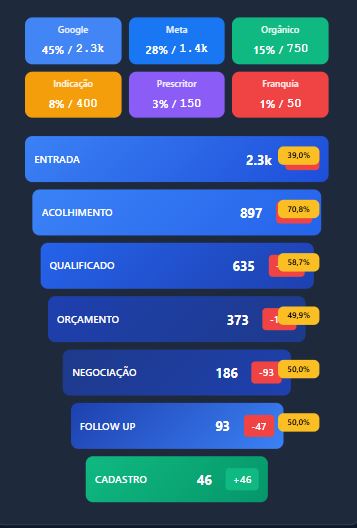 Google
45% / 2.3k
Meta
28% / 1.4k
Orgânico
15% / 750
Indicação
8% / 400
Prescritor
3% / 150
Franquia
1% / 50
ENTRADA 2.3k 39,0%
ACOLHIMENTO 897 70,8%
QUALIFICADO 635 58,7%
ORÇAMENTO 373 49,9%
NEGOCIAÇÃO 186 -93 50,0%
FOLLOW UP 93 -47 50,0%
CADASTRO 46 +46